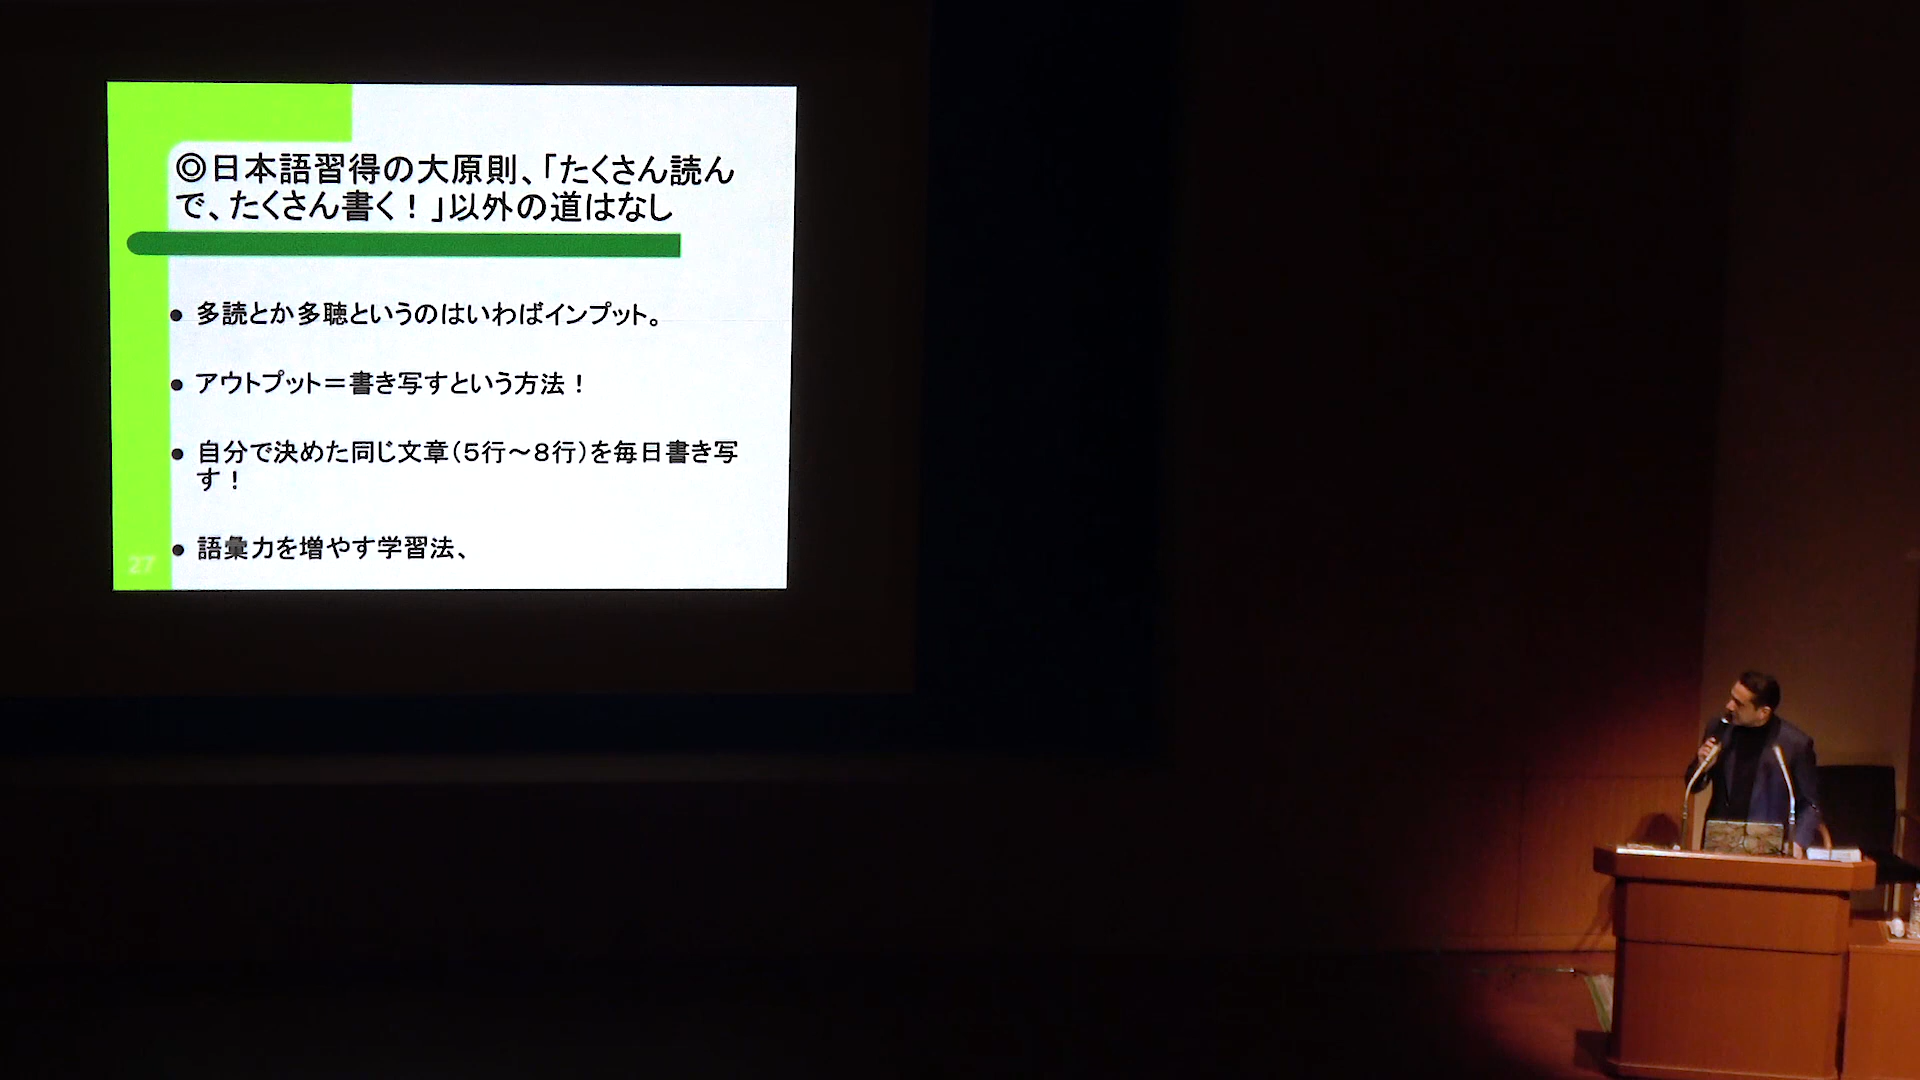 ◎日本語習得の大原則、「たくさん読ん
で、たくさん書く！」以外の道はなし
● 多読とか多聴というのはいわばインプット。
● アウトプット＝書き写すという方法！
● 自分で決めた同じ文章（５行～８行）を毎日書き写
す！
● 語彙力を増やす学習法、
27